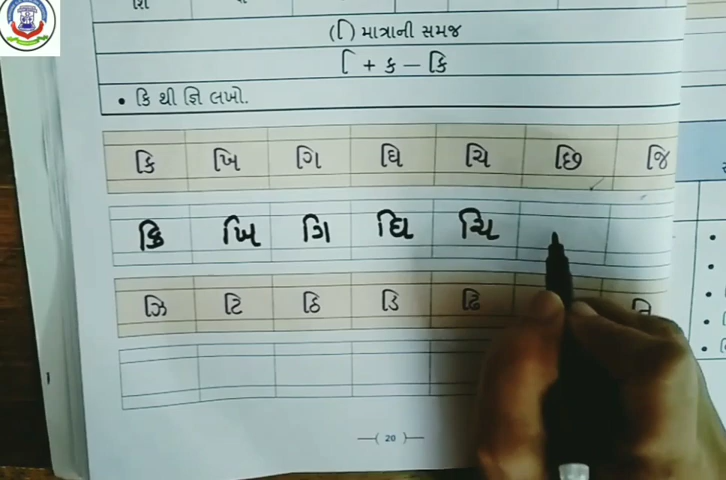 (િ) માત્રાની સમજ
િ + ક – કિ
• કિ થી જ્ઞિ લખો.
કિ ખિ ગિ ઘિ ચિ છિ જિ
કિ ખિ ગિ ઘિ ચિ
ઝિ ટિ ઠિ ડિ ઢિ
20